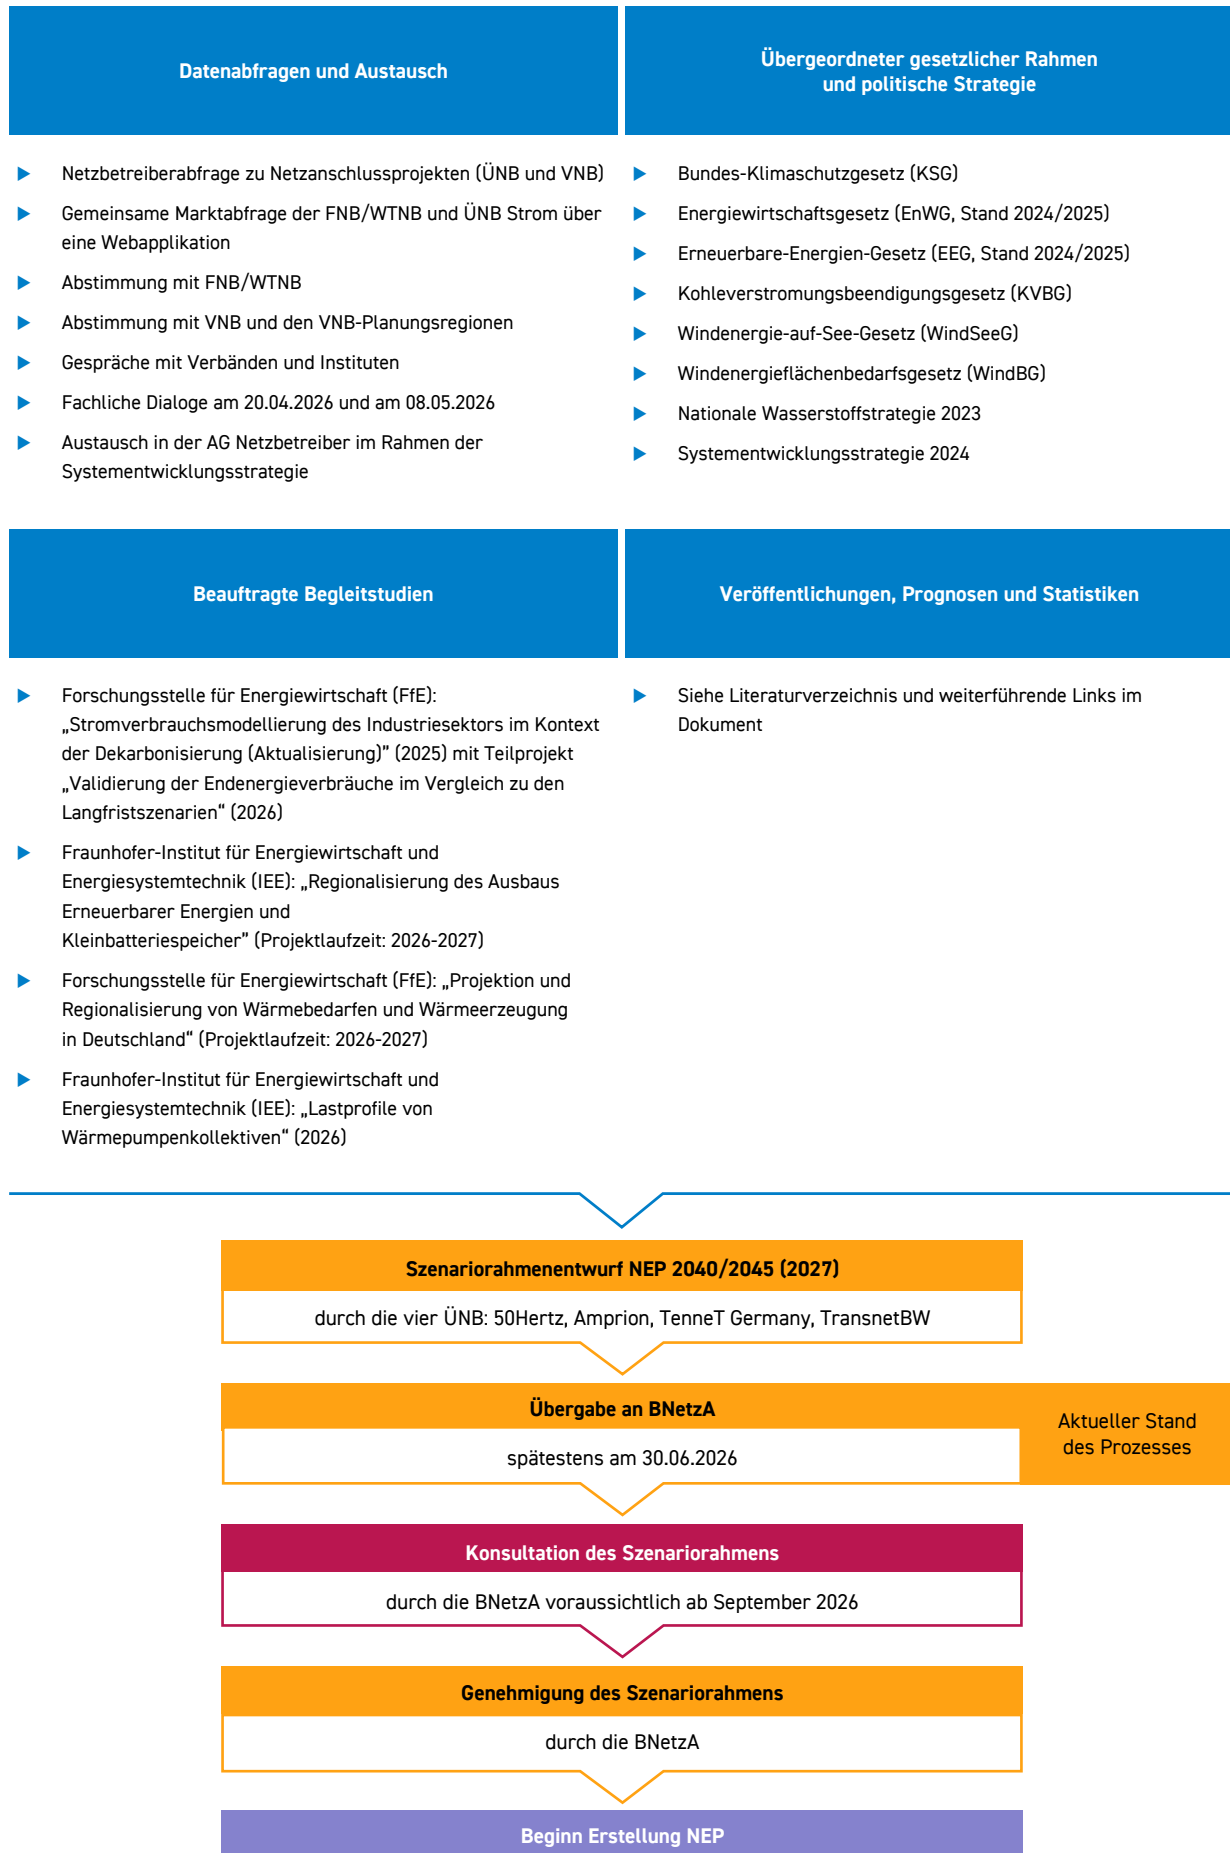 Datenabfragen und Austausch
Netzbetreiberabfrage zu Netzanschlussprojekten (ÜNB und VNB)
Gemeinsame Marktabfrage der FNB/WTNB und ÜNB Strom über
eine Webapplikation
Abstimmung mit FNB/WTNB
Abstimmung mit VNB und den VNB-Planungsregionen
Gespräche mit Verbänden und Instituten
Fachliche Dialoge am 20.04.2026 und am 08.05.2026
Austausch in der AG Netzbetreiber im Rahmen der
Systementwicklungsstrategie
Übergeordneter gesetzlicher Rahmen
und politische Strategie
Bundes-Klimaschutzgesetz (KSG)
Energiewirtschaftsgesetz (EnWG, Stand 2024/2025)
Erneuerbare-Energien-Gesetz (EEG, Stand 2024/2025)
Kohleverstromungsbeendigungsgesetz (KVBG)
Windenergie-auf-See-Gesetz (WindSeeG)
Windenergieflächenbedarfsgesetz (WindBG)
Nationale Wasserstoffstrategie 2023
Systementwicklungsstrategie 2024
Beauftragte Begleitstudien
Forschungsstelle für Energiewirtschaft (FfE):
„Stromverbrauchsmodellierung des Industriesektors im Kontext
der Dekarbonisierung (Aktualisierung)” (2025) mit Teilprojekt
„Validierung der Endenergieverbräuche im Vergleich zu den
Langfristszenarien“ (2026)
Fraunhofer-Institut für Energiewirtschaft und
Energiesystemtechnik (IEE): „Regionalisierung des Ausbaus
Erneuerbarer Energien und
Kleinbatteriespeicher” (Projektlaufzeit: 2026-2027)
Forschungsstelle für Energiewirtschaft (FfE): „Projektion und
Regionalisierung von Wärmebedarfen und Wärmeerzeugung
in Deutschland“ (Projektlaufzeit: 2026-2027)
Fraunhofer-Institut für Energiewirtschaft und
Energiesystemtechnik (IEE): „Lastprofile von
Wärmepumpenkollektiven“ (2026)
Veröffentlichungen, Prognosen und Statistiken
Siehe Literaturverzeichnis und weiterführende Links im
Dokument
Szenariorahmenentwurf NEP 2040/2045 (2027)
durch die vier ÜNB: 50Hertz, Amprion, TenneT Germany, TransnetBW
Übergabe an BNetzA
spätestens am 30.06.2026
Aktueller Stand
des Prozesses
Konsultation des Szenariorahmens
durch die BNetzA voraussichtlich ab September 2026
Genehmigung des Szenariorahmens
durch die BNetzA
Beginn Erstellung NEP